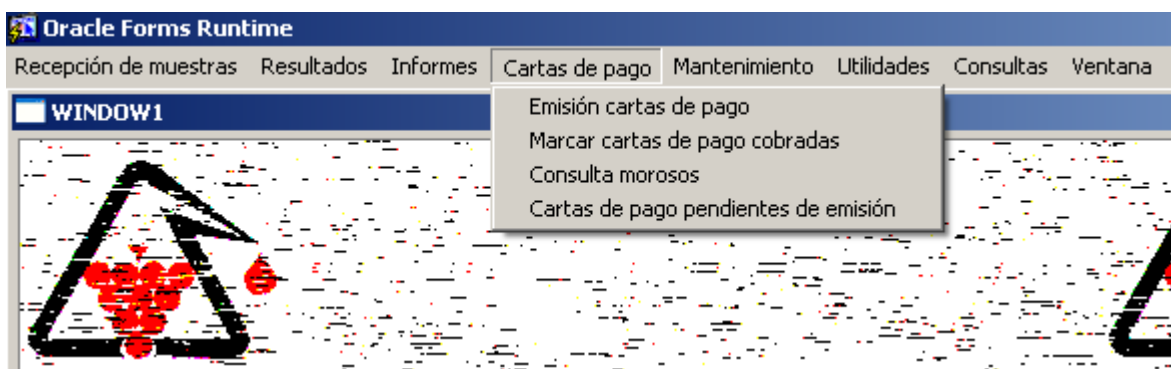 Oracle Forms Runtime
Recepción de muestras Resultados Informes Cartas de pago Mantenimiento Utilidades Consultas Ventana
WINDOW1
Emisión cartas de pago
Marcar cartas de pago cobradas
Consulta morosos
Cartas de pago pendientes de emisión